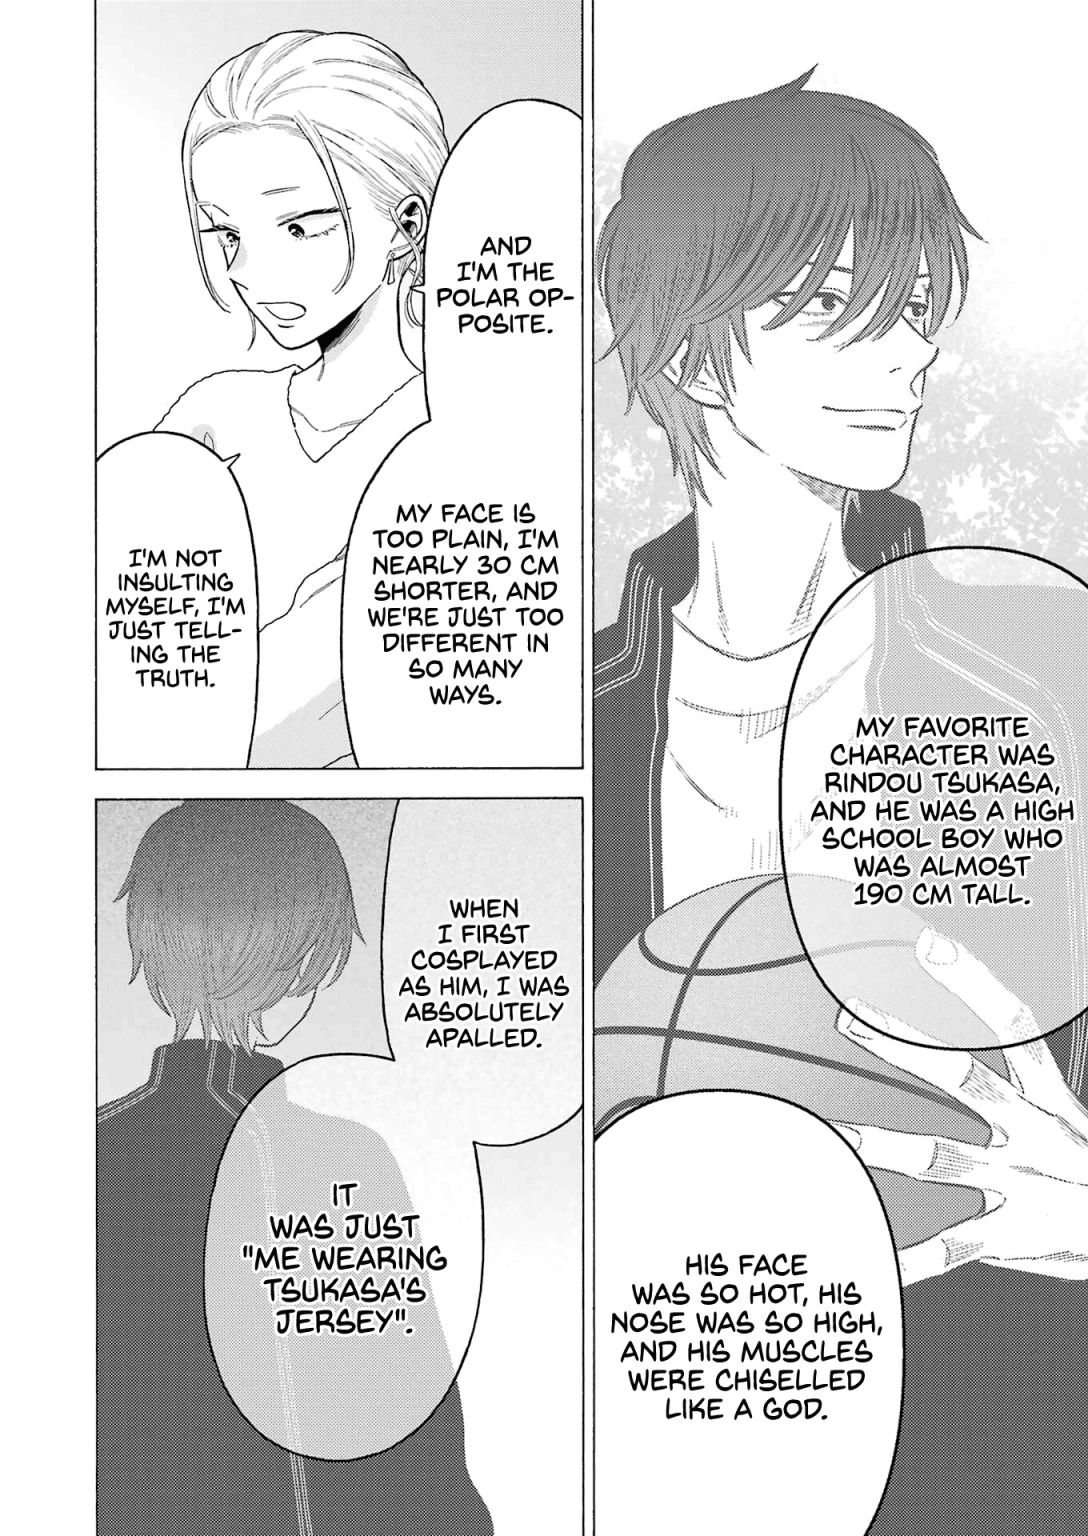 MY FAVORITE
CHARACTER WAS
RINDOU TSUKASA,
AND HE WAS A HIGH
SCHOOL BOY WHO
WAS ALMOST
190 CM TALL.
HIS FACE
WAS SO HOT, HIS
NOSE WAS SO HIGH,
AND HIS MUSCLES
WERE CHISELLED
LIKE A GOD.
AND
I'M THE
POLAR OP-
POSITE.
MY FACE IS
TOO PLAIN, I'M
NEARLY 30 CM
SHORTER, AND
WE'RE JUST TOO
DIFFERENT IN
SO MANY
WAYS.
I'M NOT
INSULTING
MYSELF, I'M
JUST TELL-
ING THE
TRUTH.
WHEN
I FIRST
COSPLAYED
AS HIM, I WAS
ABSOLUTELY
APALLED.
IT
WAS JUST
"ME WEARING
TSUKASA'S
JERSEY".